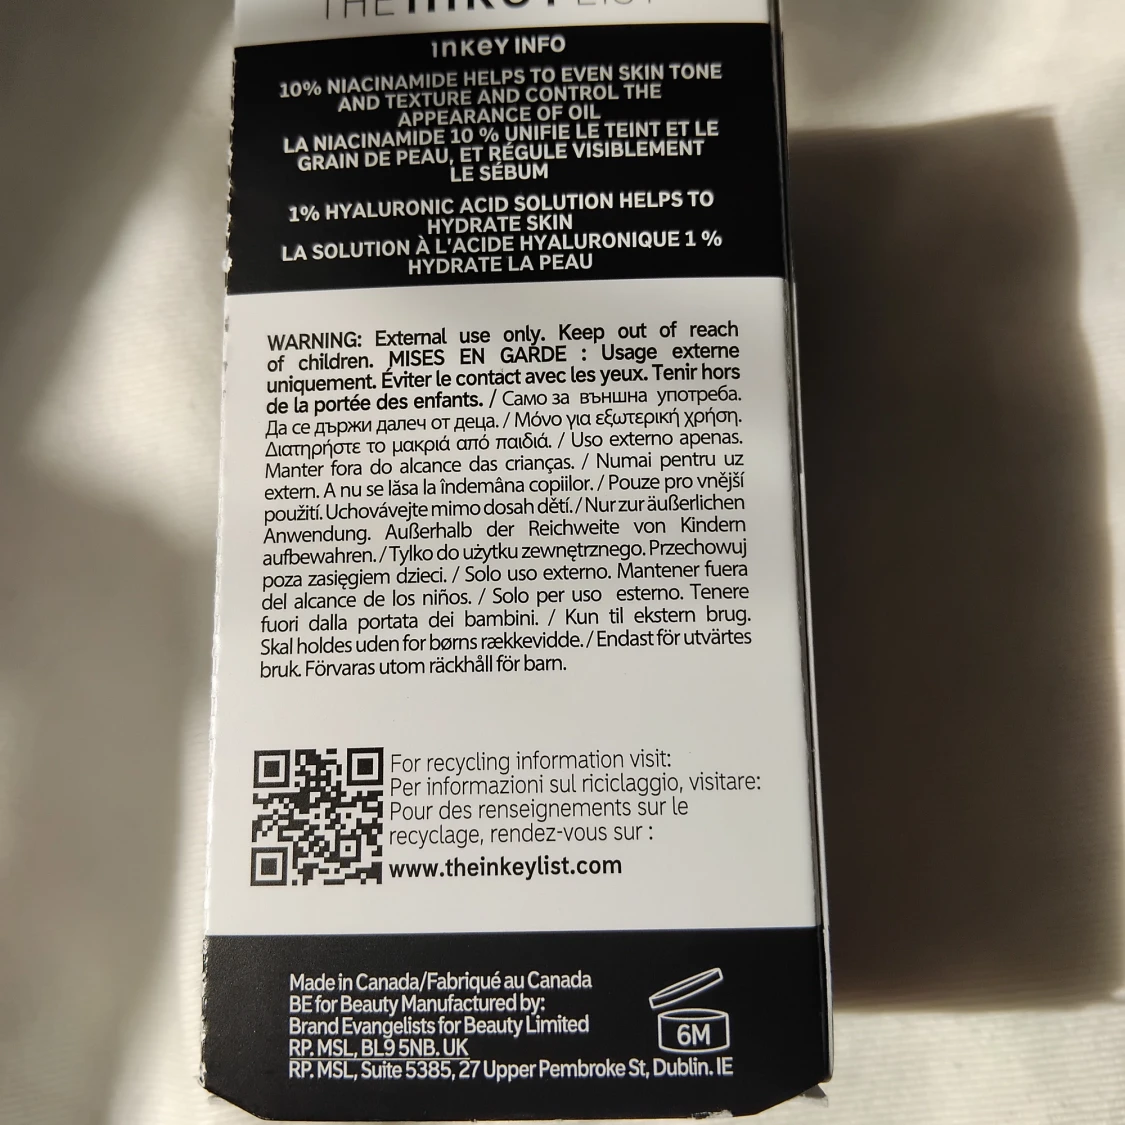 THE INKEY LIST
INKEY INFO
10% NIACINAMIDE HELPS TO EVEN SKIN TONE
AND TEXTURE AND CONTROL THE
APPEARANCE OF OIL
LA NIACINAMIDE 10 % UNIFIE LE TEINT ET LE
GRAIN DE PEAU, ET RÉGULE VISIBLEMENT
LE SÉBUM
1% HYALURONIC ACID SOLUTION HELPS TO
HYDRATE SKIN
LA SOLUTION À L'ACIDE HYALURONIQUE 1 %
HYDRATE LA PEAU
WARNING: External use only. Keep out of reach
of children. MISES EN GARDE : Usage externe
uniquement. Éviter le contact avec les yeux. Tenir hors
de la portée des enfants. / Само за външна употреба.
Да се държи далеч от деца. / Μόνο για εξωτερική χρήση.
Διατηρήστε το μακριά από παιδιά. / Uso externo apenas.
Manter fora do alcance das crianças. / Numai pentru uz
extern. A nu se lăsa la îndemâna copiilor. / Pouze pro vnější
použití. Uchovávejte mimo dosah dětí. / Nur zur äußerlichen
Anwendung. Außerhalb der Reichweite von Kindern
aufbewahren. / Tylko do użytku zewnętrznego. Przechowuj
poza zasięgiem dzieci. / Solo uso externo. Mantener fuera
del alcance de los niños. / Solo per uso esterno. Tenere
fuori dalla portata dei bambini. / Kun til ekstern brug.
Skal holdes uden for børns rækkevidde. / Endast för utvärtes
bruk. Förvaras utom räckhåll för barn.
For recycling information visit:
Per informazioni sul riciclaggio, visitare:
Pour des renseignements sur le
recyclage, rendez-vous sur :
www.theinkeylist.com
Made in Canada/Fabriqué au Canada
BE for Beauty Manufactured by:
Brand Evangelists for Beauty Limited
RP. MSL, BL9 5NB. UK
RP. MSL, Suite 5385, 27 Upper Pembroke St, Dublin. IE
6M